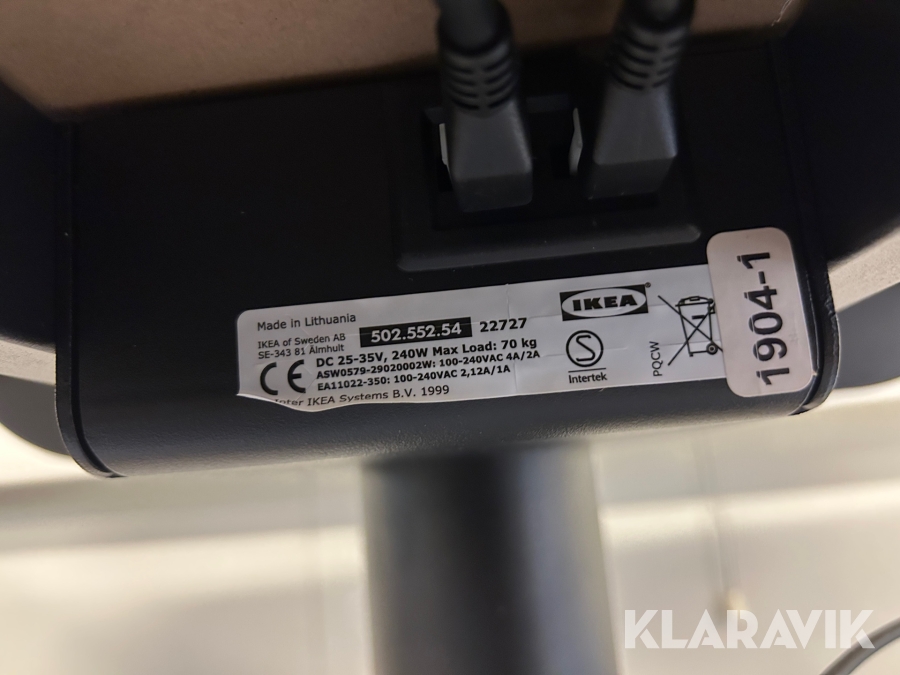 Made in Lithuania
IKEA of Sweden AB
SE-343 81 Älmhult
502.552.54 22727
DC 25-35V, 240W Max Load: 70 kg
ASW0579-29020002W: 100-240VAC 4A/2A
EA11022-350: 100-240VAC 2,12A/1A
Inter IKEA Systems B.V. 1999
CE
IKEA
S
Intertek
PQCW
1904-1
KLARAVIK